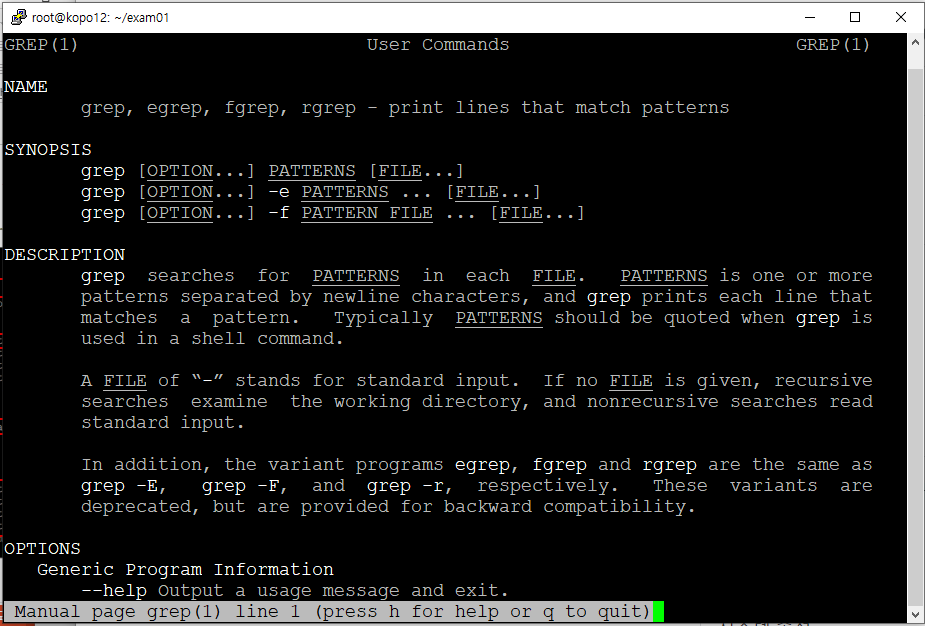 root@kopo12: ~/exam01
GREP(1) User Commands GREP(1)
NAME
grep, egrep, fgrep, rgrep - print lines that match patterns
SYNOPSIS
grep [OPTION...] PATTERNS [FILE...]
grep [OPTION...] -e PATTERNS ... [FILE...]
grep [OPTION...] -f PATTERN_FILE ... [FILE...]
DESCRIPTION
grep searches for PATTERNS in each FILE. PATTERNS is one or more
patterns separated by newline characters, and grep prints each line that
matches a pattern. Typically PATTERNS should be quoted when grep is
used in a shell command.
A FILE of “-” stands for standard input. If no FILE is given, recursive
searches examine the working directory, and nonrecursive searches read
standard input.
In addition, the variant programs egrep, fgrep and rgrep are the same as
grep -E, grep -F, and grep -r, respectively. These variants are
deprecated, but are provided for backward compatibility.
OPTIONS
Generic Program Information
--help Output a usage message and exit.
Manual page grep(1) line 1 (press h for help or q to quit)